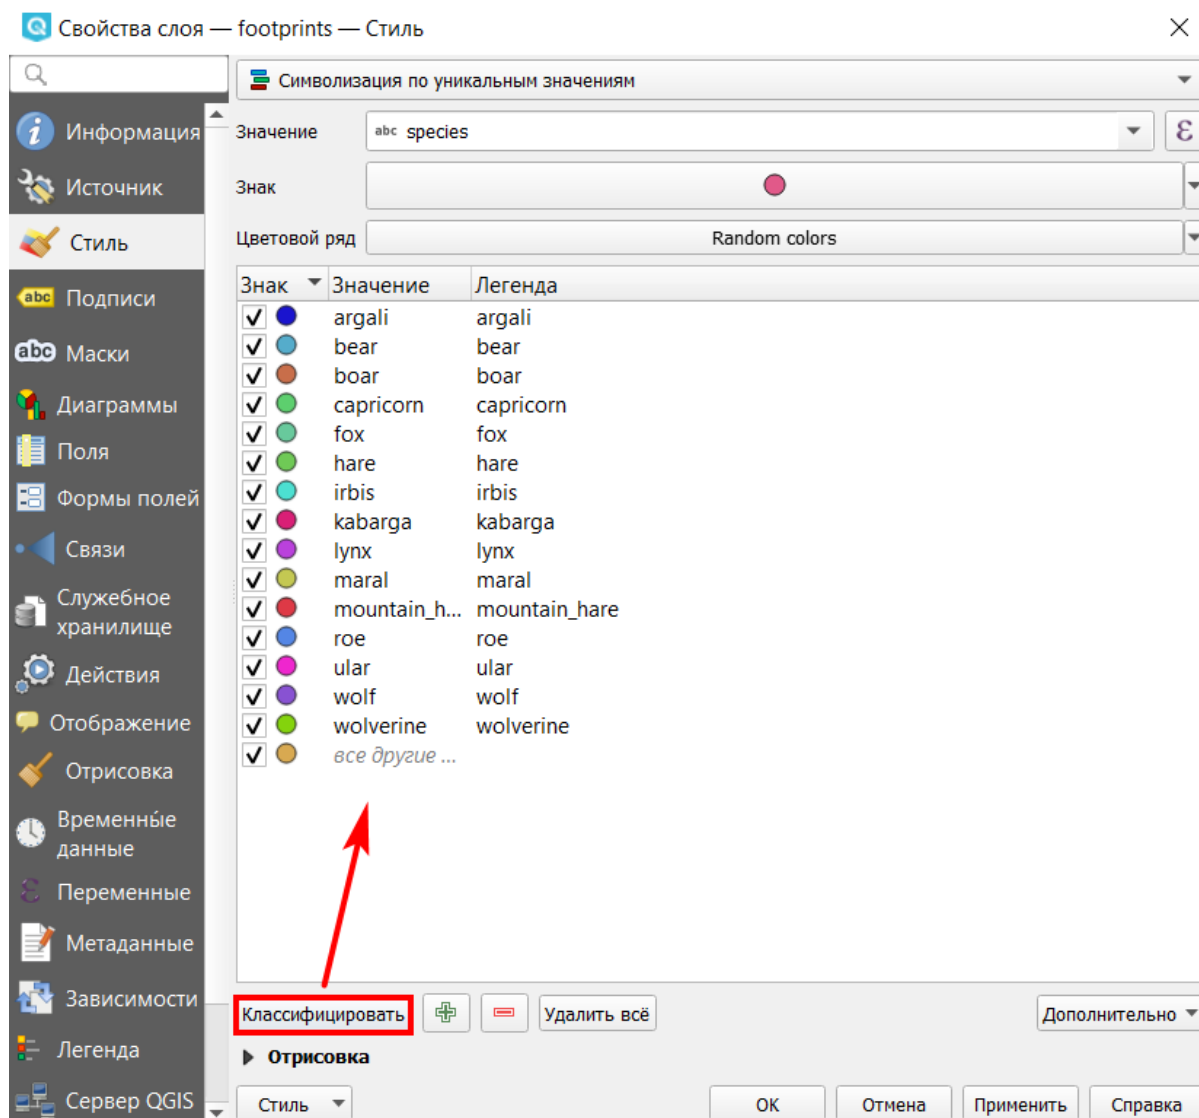 Свойства слоя — footprints — Стиль
Информация
Источник
Стиль
abc Подписи
abc Маски
Диаграммы
Поля
Формы полей
Связи
Служебное
хранилище
Действия
Отображение
Отрисовка
Временны́е
данные
Переменные
Метаданные
Зависимости
Легенда
Сервер QGIS
Символизация по уникальным значениям
Значение abc species ε
Знак
Цветовой ряд Random colors
Знак Значение Легенда
argali argali
bear bear
boar boar
capricorn capricorn
fox fox
hare hare
irbis irbis
kabarga kabarga
lynx lynx
maral maral
mountain_h... mountain_hare
roe roe
ular ular
wolf wolf
wolverine wolverine
все другие ...
Классифицировать Удалить всё Дополнительно
Отрисовка
Стиль ОК Отмена Применить Справка